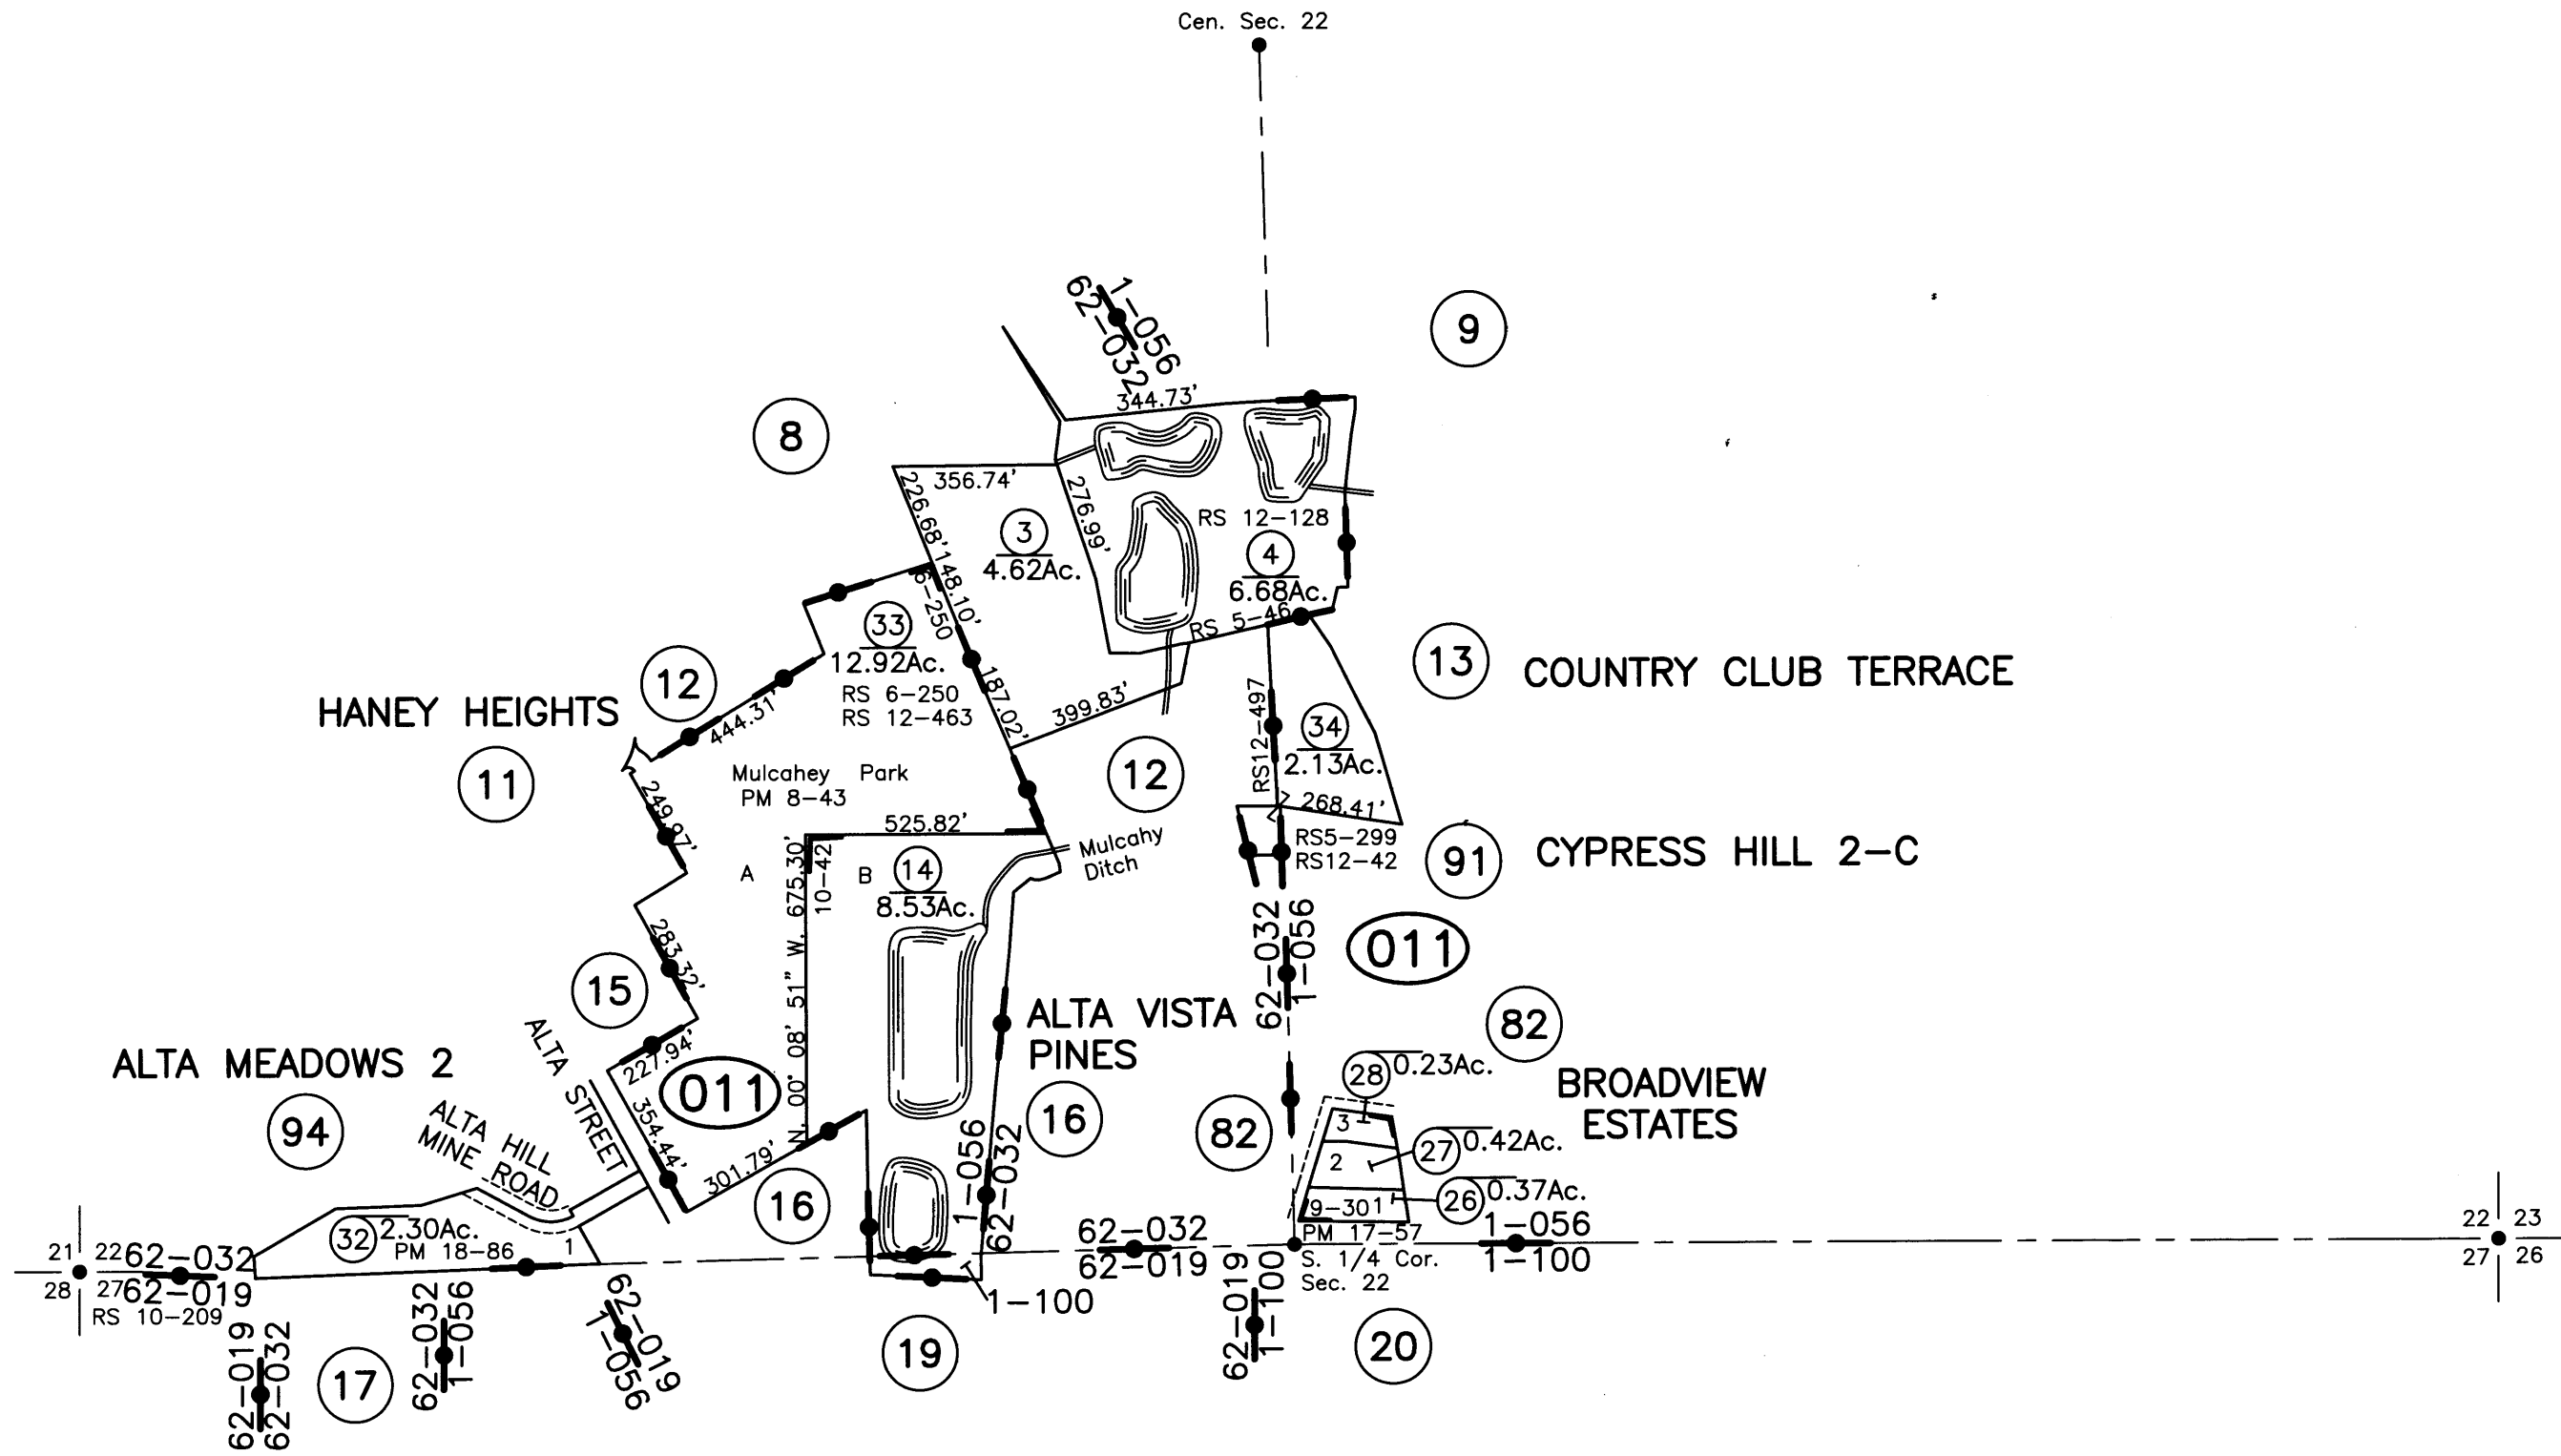 Cen. Sec. 22
1-056
62-032
9
344.73'
8
356.74'
226.68'
276.99'
3
4.62Ac.
RS 12-128
4
6.68Ac.
RS 5-46
148.10'
6-250
33
12.92Ac.
RS 6-250
RS 12-463
187.02'
399.83'
12
444.31'
HANEY HEIGHTS
11
13
COUNTRY CLUB TERRACE
RS12-497
34
2.13Ac.
268.41'
12
Mulcahey Park
PM 8-43
249.97'
525.82'
RS5-299
RS12-42
91
CYPRESS HILL 2-C
Mulcahy
Ditch
A
N. 00° 08' 51" W. 675.30'
10-42
B
14
8.53Ac.
283.32'
15
62-032
1-056
011
ALTA VISTA
PINES
16
82
ALTA MEADOWS 2
94
ALTA
STREET
227.94'
011
354.44'
301.79'
28
0.23Ac.
BROADVIEW
ESTATES
82
3
27
0.42Ac.
2
26
0.37Ac.
9-30
1
ALTA HILL
MINE ROAD
16
1-056
62-032
32
2.30Ac.
PM 18-86
1
21
22
28
27
62-032
62-019
RS 10-209
62-032
62-019
PM 17-57
S. 1/4 Cor.
Sec. 22
1-056
1-100
22
23
27
26
1-100
62-019
62-032
17
62-032
1-056
62-019
1-056
19
62-019
1-100
20